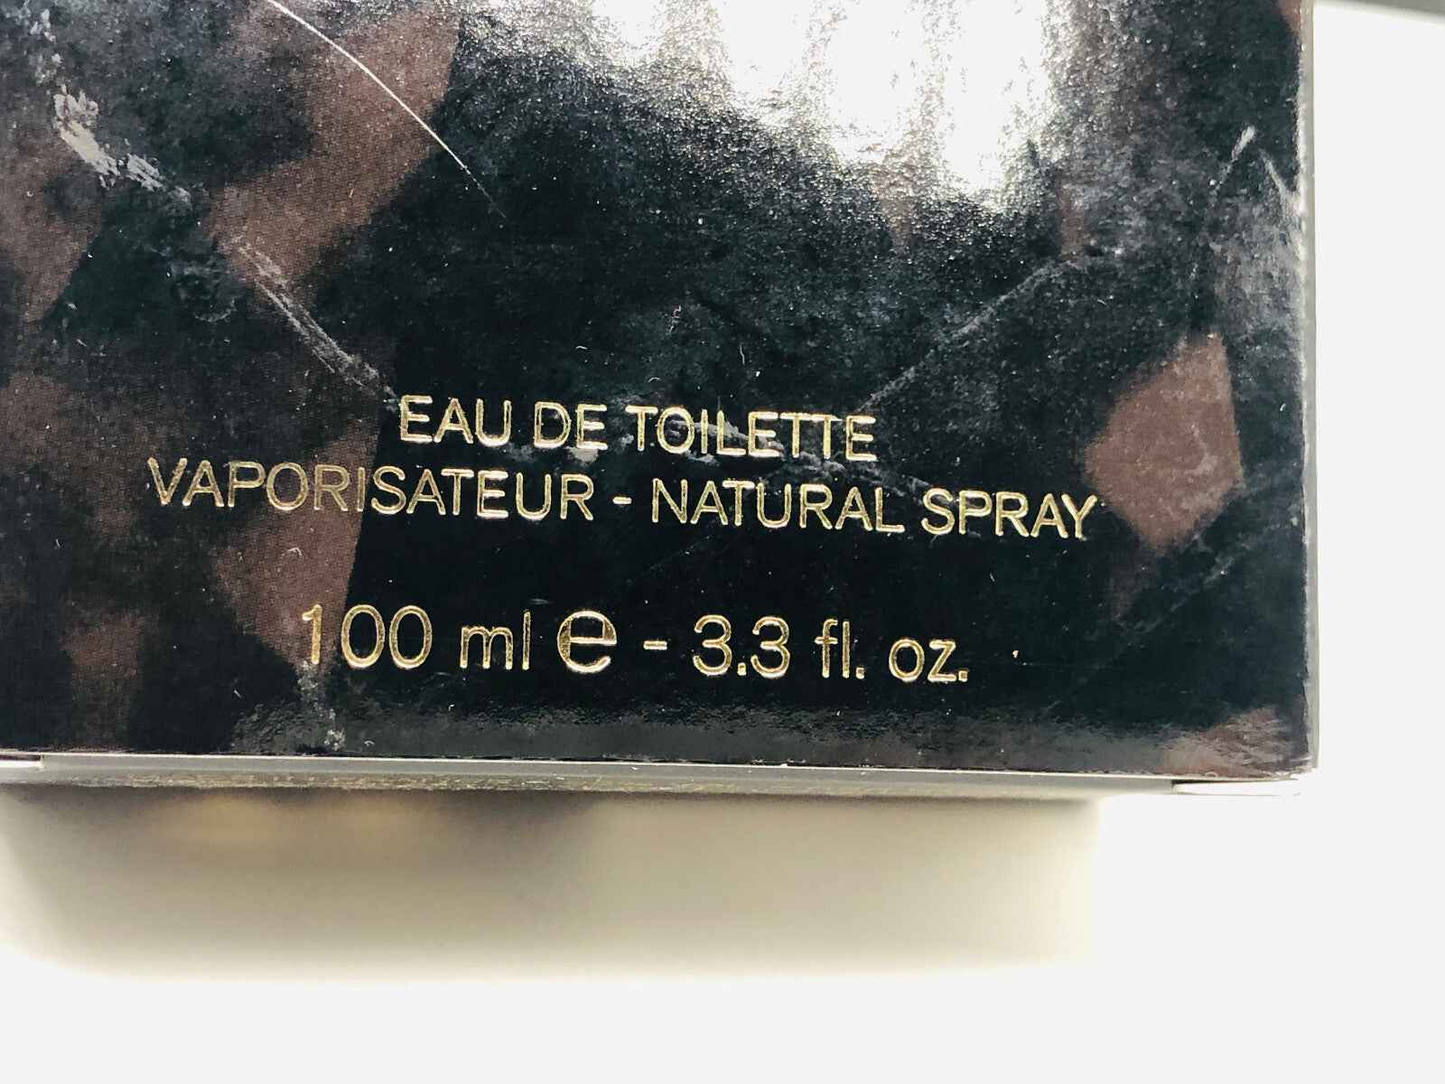 EAU DE TOILETTE
VAPORISATEUR - NATURAL SPRAY
100 ml e - 3.3 fl. oz.